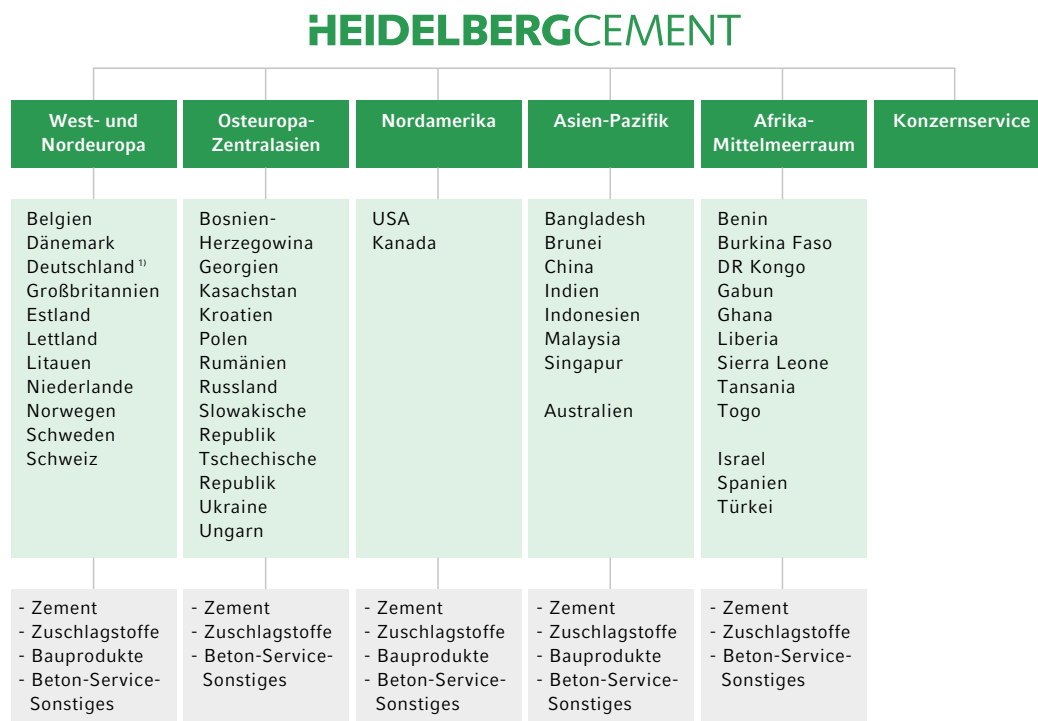 HEIDELBERGCEMENT
West- und
Nordeuropa
Osteuropa-
Zentralasien
Nordamerika
Asien-Pazifik
Afrika-
Mittelmeerraum
Konzernservice
Belgien
Dänemark
Deutschland 1)
Großbritannien
Estland
Lettland
Litauen
Niederlande
Norwegen
Schweden
Schweiz
Bosnien-
Herzegowina
Georgien
Kasachstan
Kroatien
Polen
Rumänien
Russland
Slowakische
Republik
Tschechische
Republik
Ukraine
Ungarn
USA
Kanada
Bangladesh
Brunei
China
Indien
Indonesien
Malaysia
Singapur
Australien
Benin
Burkina Faso
DR Kongo
Gabun
Ghana
Liberia
Sierra Leone
Tansania
Togo
Israel
Spanien
Türkei
- Zement
- Zuschlagstoffe
- Bauprodukte
- Beton-Service-
Sonstiges
- Zement
- Zuschlagstoffe
- Beton-Service-
Sonstiges
- Zement
- Zuschlagstoffe
- Bauprodukte
- Beton-Service-
Sonstiges
- Zement
- Zuschlagstoffe
- Bauprodukte
- Beton-Service-
Sonstiges
- Zement
- Zuschlagstoffe
- Beton-Service-
Sonstiges